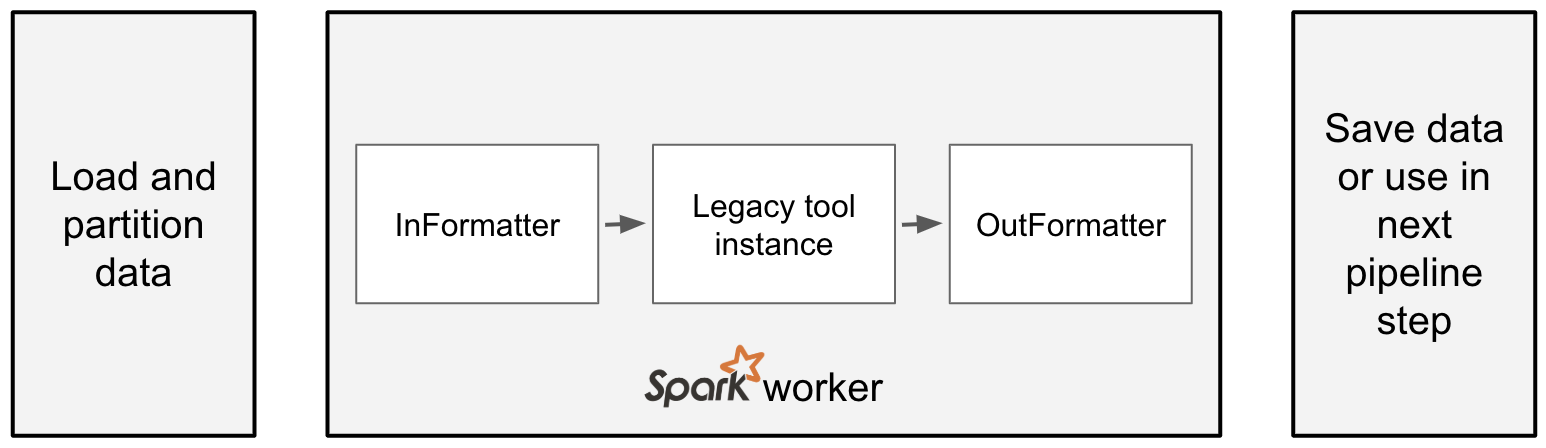 Load and
partition
data
InFormatter
Legacy tool
instance
OutFormatter
Spark worker
Save data
or use in
next
pipeline
step